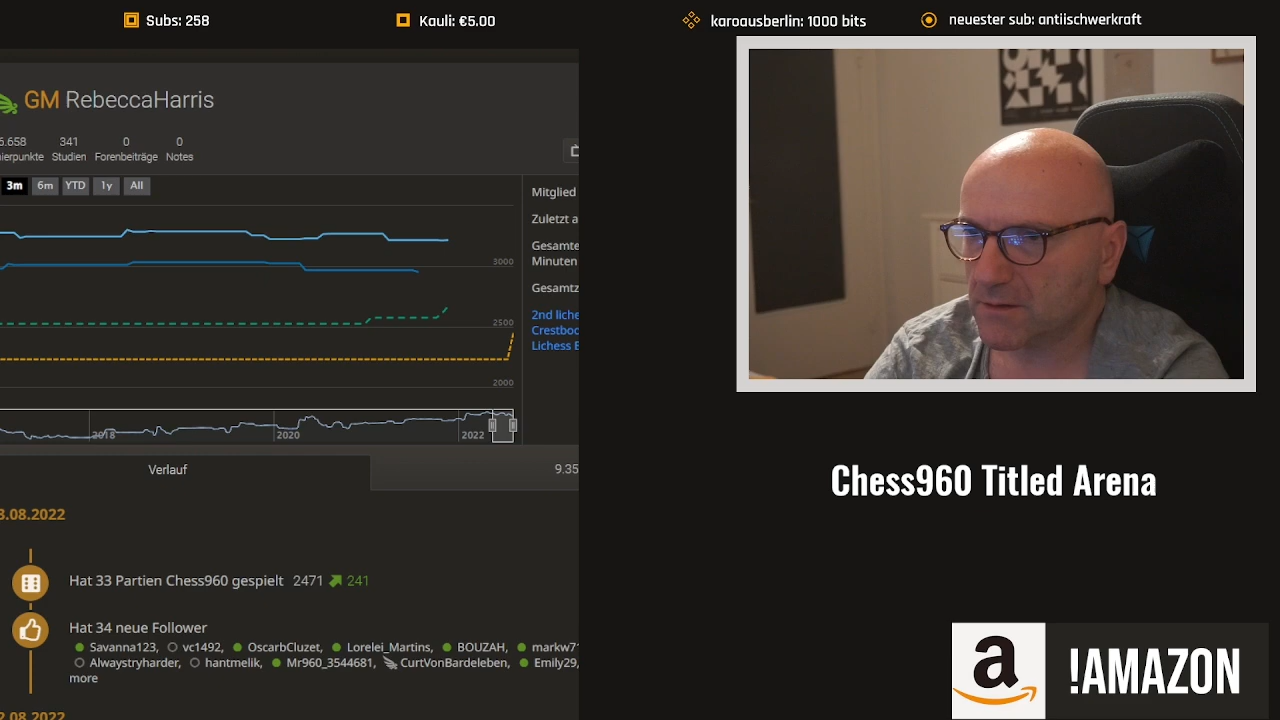 Subs: 258
Kauli: €5.00
karoausberlin: 1000 bits
neuester sub: antiischwerkraft
GM RebeccaHarris
341
0
0
Studien
Forenbeiträge
Notes
3m
6m
YTD
1y
All
Mitglied
3000
2500
2000
2018
2020
2022
Verlauf
Hat 33 Partien Chess960 gespielt 2471 241
Hat 34 neue Follower
Savanna123, vc1492, OscarbCluzet, Lorelei_Martins, BOUZAH,
Alwaystryharder, hantmelik, Mr960_3544681, CurtVonBardeleben, Emily29,
more
Chess960 Titled Arena
a
!AMAZON